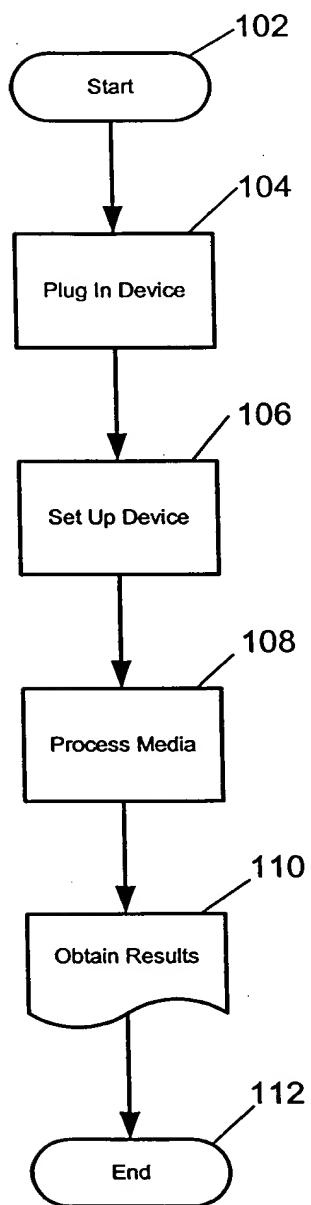 102
Start
104
Plug In Device
106
Set Up Device
108
Process Media
110
Obtain Results
112
End